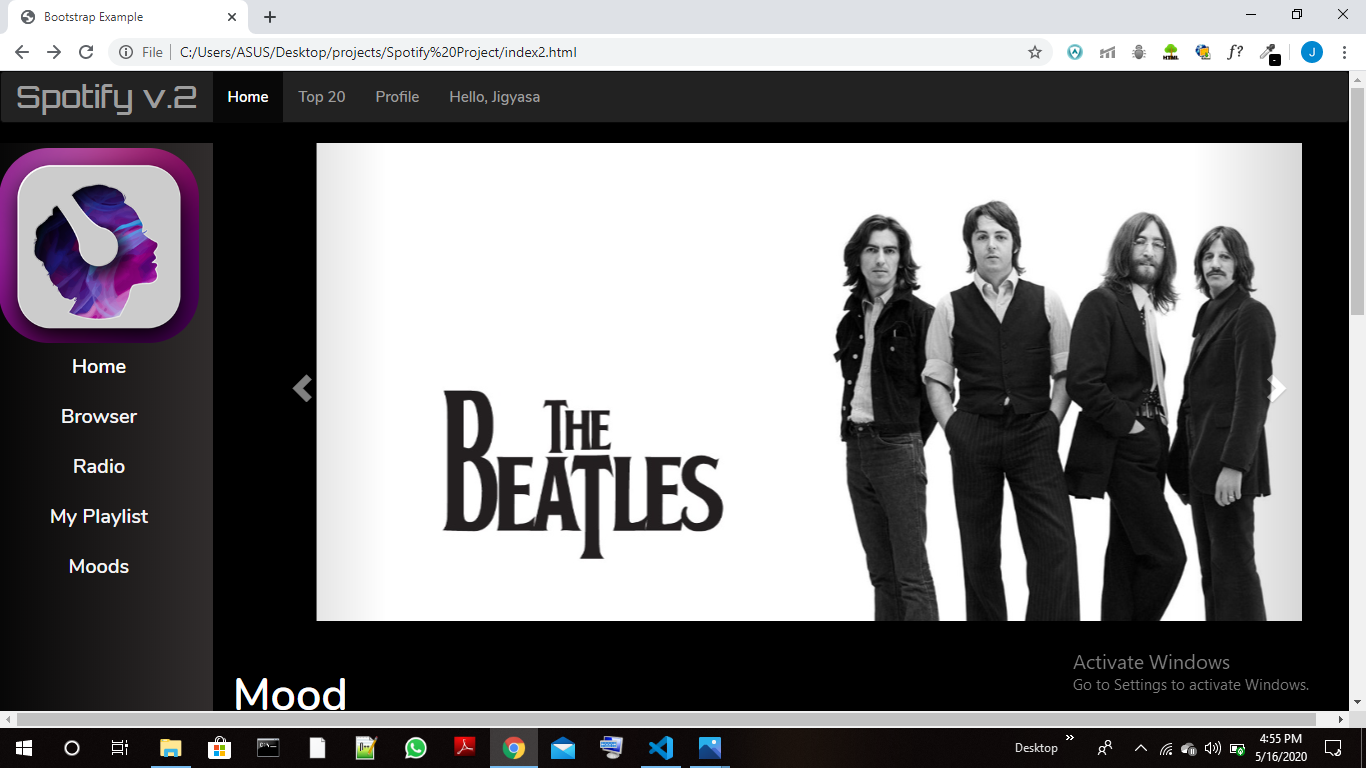 Bootstrap Example
File
C:/Users/ASUS/Desktop/projects/Spotify%20Project/index2.html
f?
J
Spotify v.2
Home
Top 20
Profile
Hello, Jigyasa
Home
Browser
Radio
My Playlist
Moods
THE
BEATLES
Mood
Activate Windows
Go to Settings to activate Windows.
Desktop
4:55 PM
5/16/2020